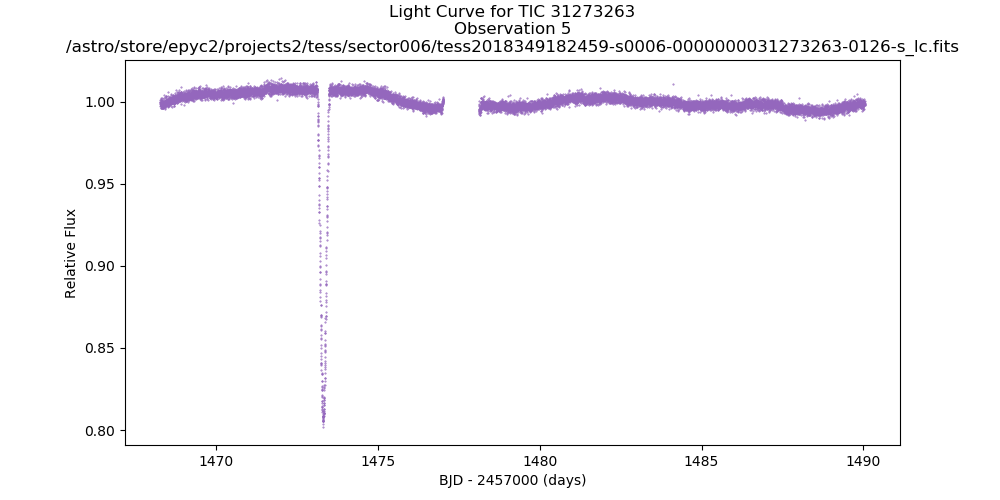 Light Curve for TIC 31273263
Observation 5
/astro/store/epyc2/projects2/tess/sector006/tess2018349182459-s0006-0000000031273263-0126-s_lc.fits
1.00
0.95
0.90
0.85
0.80
Relative Flux
1470
1475
1480
1485
1490
BJD - 2457000 (days)